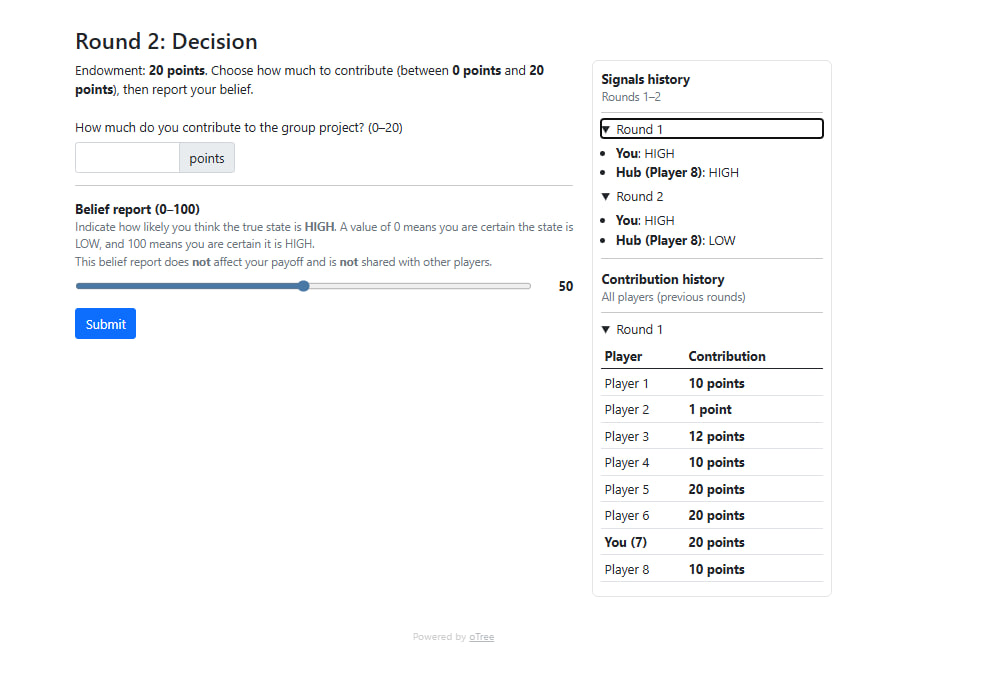 Round 2: Decision
Endowment: 20 points. Choose how much to contribute (between 0 points and 20
points), then report your belief.
How much do you contribute to the group project? (0–20)
points
Belief report (0–100)
Indicate how likely you think the true state is HIGH. A value of 0 means you are certain the state is
LOW, and 100 means you are certain it is HIGH.
This belief report does not affect your payoff and is not shared with other players.
50
Submit
Signals history
Rounds 1–2
Round 1
You: HIGH
Hub (Player 8): HIGH
Round 2
You: HIGH
Hub (Player 8): LOW
Contribution history
All players (previous rounds)
Round 1
Player Contribution
Player 1 10 points
Player 2 1 point
Player 3 12 points
Player 4 10 points
Player 5 20 points
Player 6 20 points
You (7) 20 points
Player 8 10 points
Powered by oTree